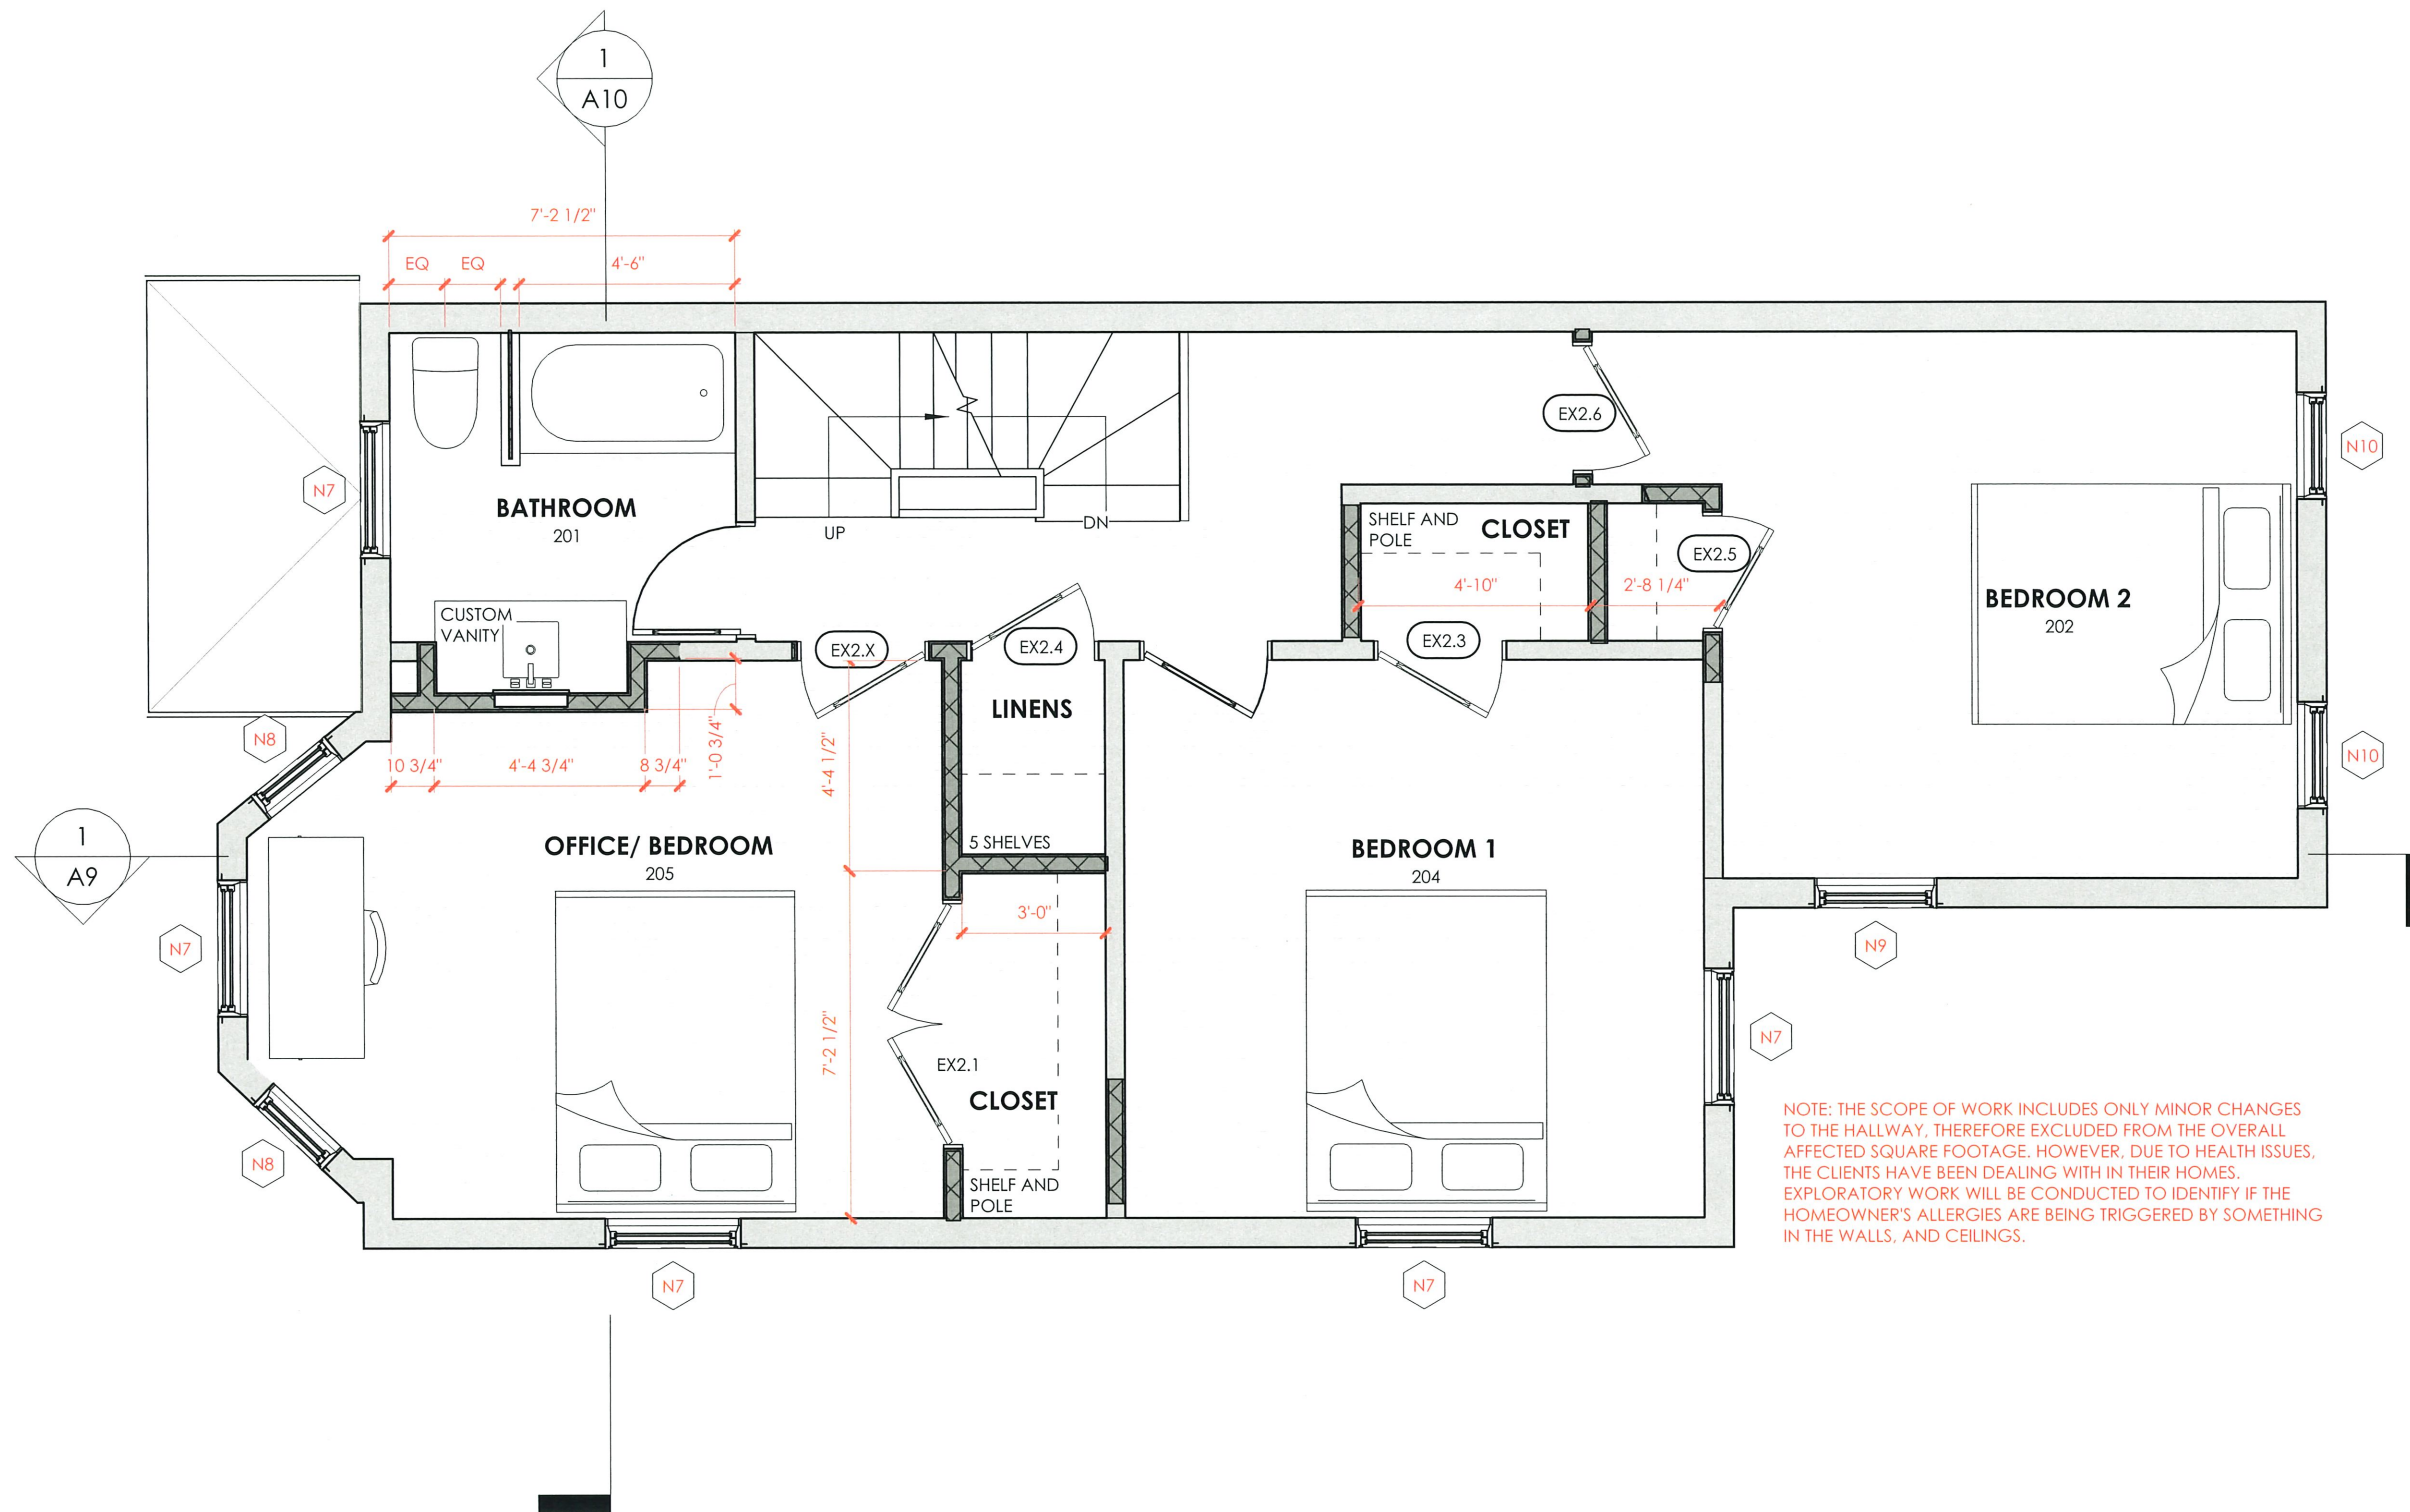 1
A10
7'-2 1/2"
EQ
EQ
4'-6"
N7
BATHROOM
201
UP
DN
EX2.6
N10
SHELF AND
POLE
CLOSET
EX2.5
4'-10"
2'-8 1/4"
BEDROOM 2
202
CUSTOM
VANITY
EX2.X
EX2.4
EX2.3
LINENS
N8
10 3/4"
4'-4 3/4"
8 3/4"
1'-0 3/4"
4'-4 1/2"
N10
1
A9
OFFICE/ BEDROOM
205
5 SHELVES
BEDROOM 1
204
3'-0"
N7
N9
7'-2 1/2"
EX2.1
CLOSET
N7
N8
SHELF AND
POLE
NOTE: THE SCOPE OF WORK INCLUDES ONLY MINOR CHANGES
TO THE HALLWAY, THEREFORE EXCLUDED FROM THE OVERALL
AFFECTED SQUARE FOOTAGE. HOWEVER, DUE TO HEALTH ISSUES,
THE CLIENTS HAVE BEEN DEALING WITH IN THEIR HOMES.
EXPLORATORY WORK WILL BE CONDUCTED TO IDENTIFY IF THE
HOMEOWNER'S ALLERGIES ARE BEING TRIGGERED BY SOMETHING
IN THE WALLS, AND CEILINGS.
N7
N7